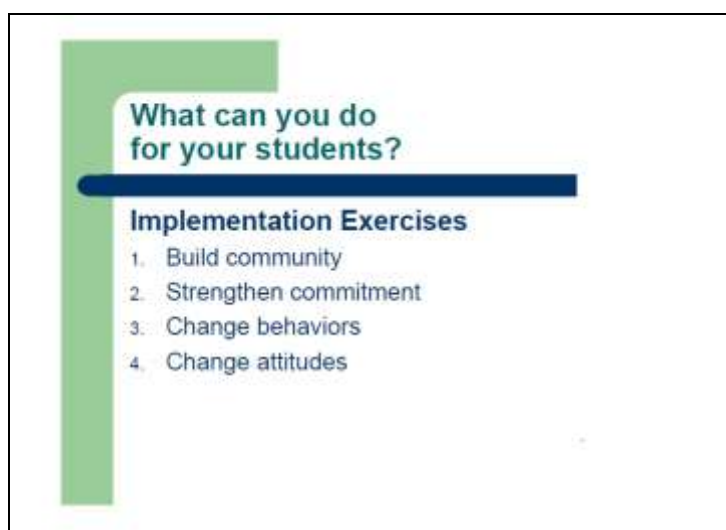 What can you do
for your students?
Implementation Exercises
1. Build community
2. Strengthen commitment
3. Change behaviors
4. Change attitudes